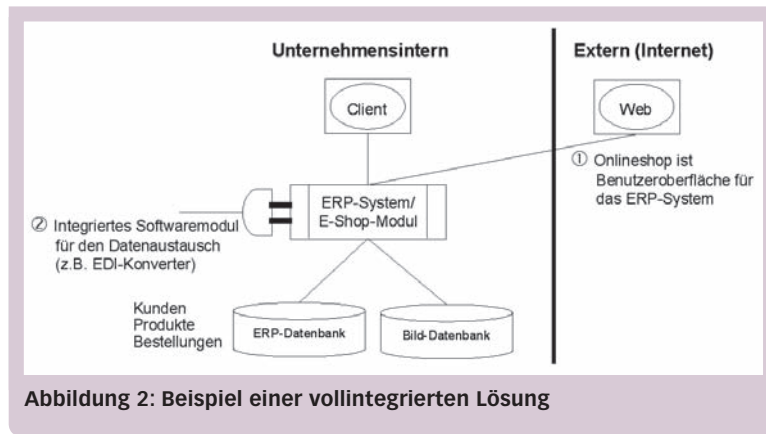 Unternehmensintern
Extern (Internet)
Client
Web
① Onlineshop ist
Benutzeroberfläche für
das ERP-System
ERP-System/
E-Shop-Modul
② Integriertes Softwaremodul
für den Datenaustausch
(z.B. EDI-Konverter)
Kunden
Produkte
Bestellungen
ERP-Datenbank
Bild-Datenbank
Abbildung 2: Beispiel einer vollintegrierten Lösung